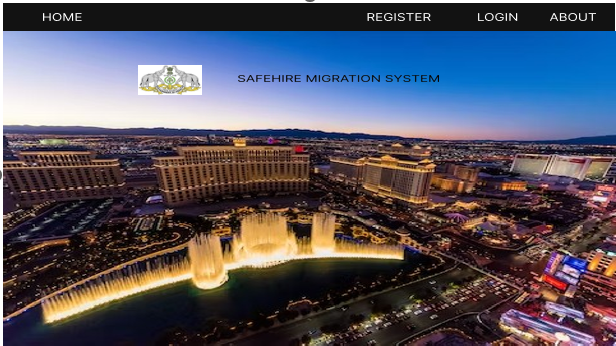 HOME REGISTER LOGIN ABOUT
SAFEHIRE MIGRATION SYSTEM